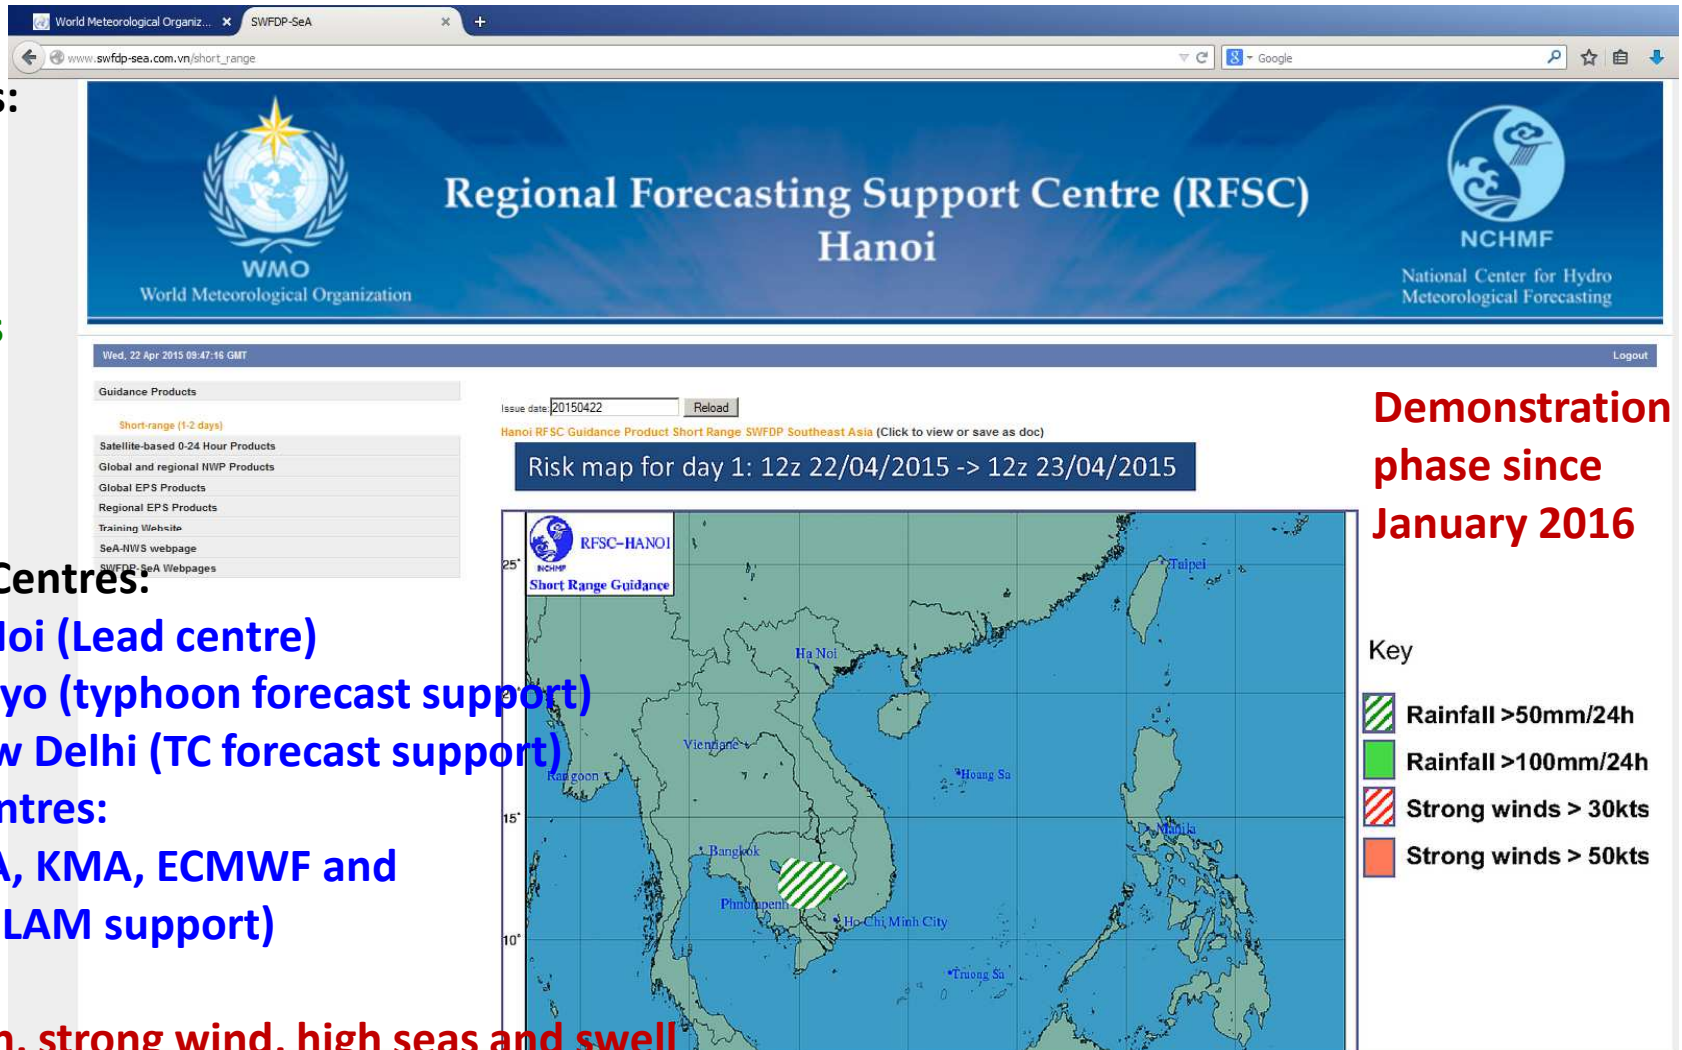 World Meteorological Organiz...
SWFDP-SeA
www.swfdp-sea.com.vn/short_range
Google
s:
WMO
World Meteorological Organization
Regional Forecasting Support Centre (RFSC)
Hanoi
NCHMF
National Center for Hydro
Meteorological Forecasting
s
Wed, 22 Apr 2015 09:47:16 GMT
Logout
Guidance Products
Short-range (1-2 days)
Satellite-based 0-24 Hour Products
Global and regional NWP Products
Global EPS Products
Regional EPS Products
Training Website
SeA-NWS webpage
SWFDP-SeA Webpages
Issue date: 20150422
Reload
Hanoi RFSC Guidance Product Short Range SWFDP Southeast Asia (Click to view or save as doc)
Risk map for day 1: 12z 22/04/2015 -> 12z 23/04/2015
Demonstration
phase since
January 2016
NCHMF
RFSC-HANOI
Short Range Guidance
25°
Taipei
Ha Noi
Vientiane
Rangoon
Hoang Sa
15°
Manila
Bangkok
Phnompenh
Ho Chi Minh City
10°
Truong Sa
Key
Rainfall >50mm/24h
Rainfall >100mm/24h
Strong winds > 30kts
Strong winds > 50kts
Centres:
Noi (Lead centre)
yo (typhoon forecast support)
w Delhi (TC forecast support)
ntres:
A, KMA, ECMWF and
LAM support)
n, strong wind, high seas and swell